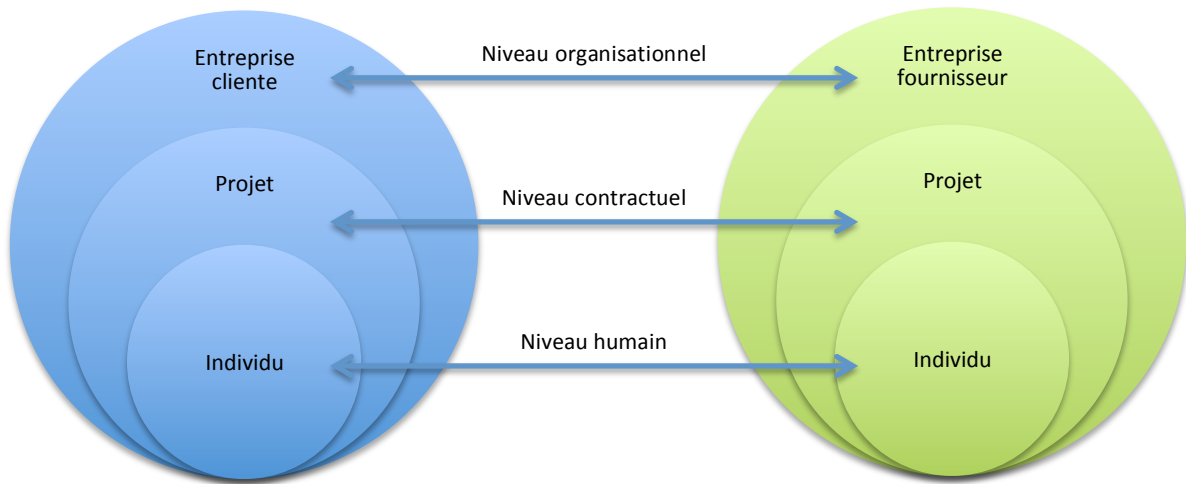 Entreprise
cliente
Niveau organisationnel
Entreprise
fournisseur
Projet
Niveau contractuel
Projet
Individu
Niveau humain
Individu